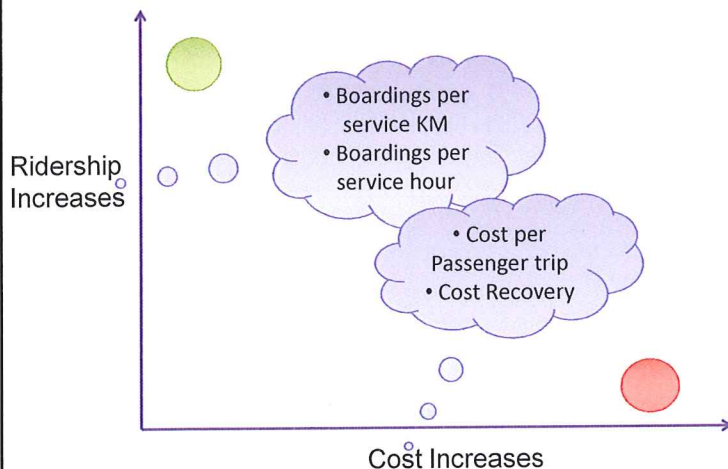 • Boardings per
service KM
• Boardings per
service hour
Ridership
Increases
• Cost per
Passenger trip
• Cost Recovery
Cost Increases